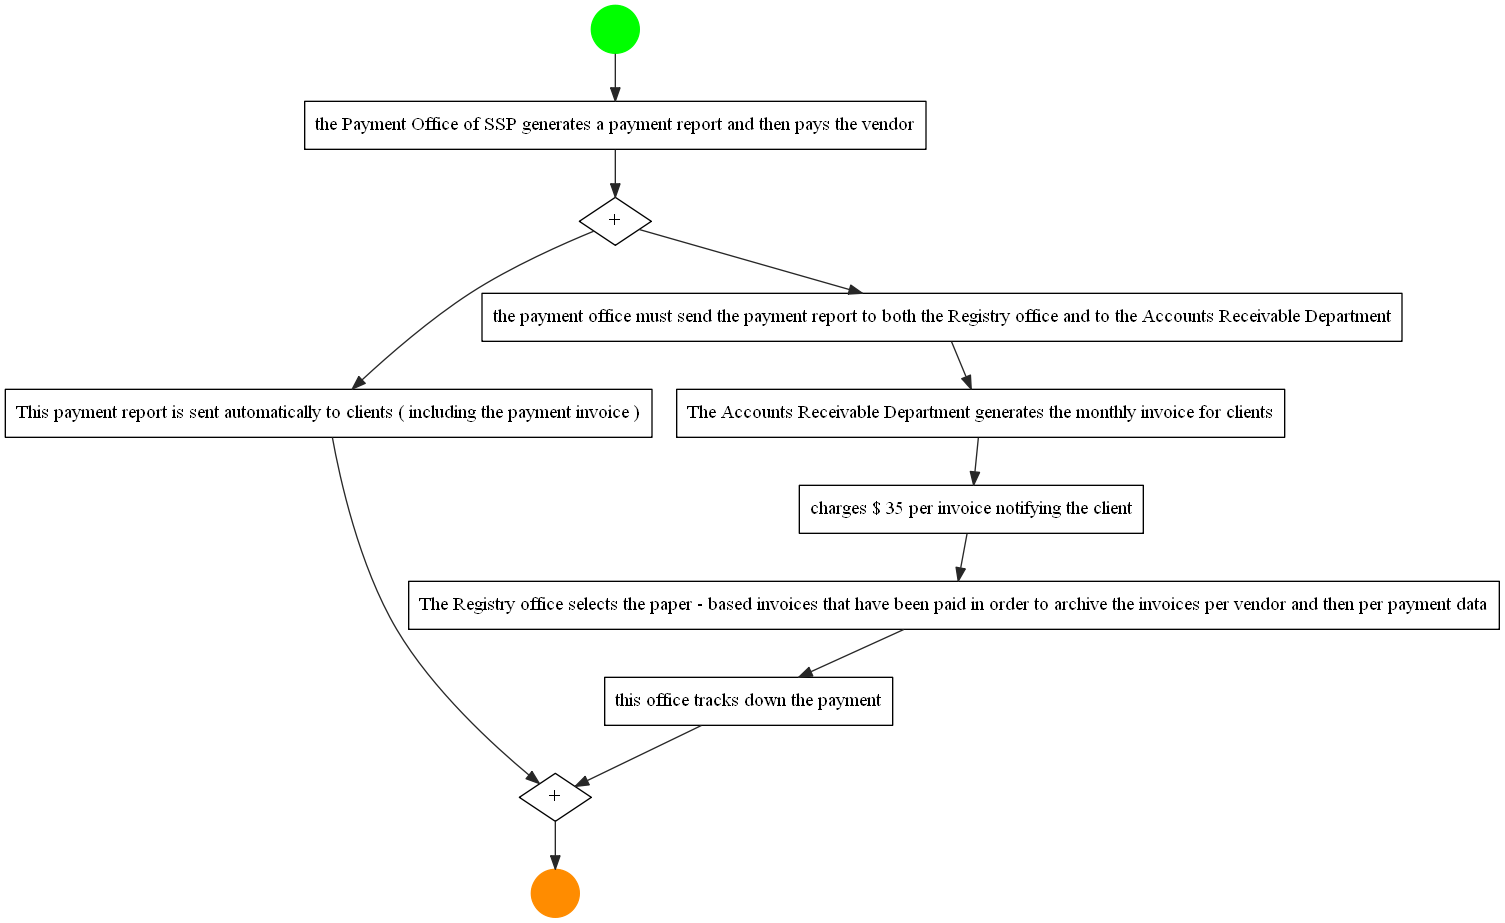 the Payment Office of SSP generates a payment report and then pays the vendor
+
the payment office must send the payment report to both the Registry office and to the Accounts Receivable Department
This payment report is sent automatically to clients ( including the payment invoice )
The Accounts Receivable Department generates the monthly invoice for clients
charges $ 35 per invoice notifying the client
The Registry office selects the paper - based invoices that have been paid in order to archive the invoices per vendor and then per payment data
this office tracks down the payment
+